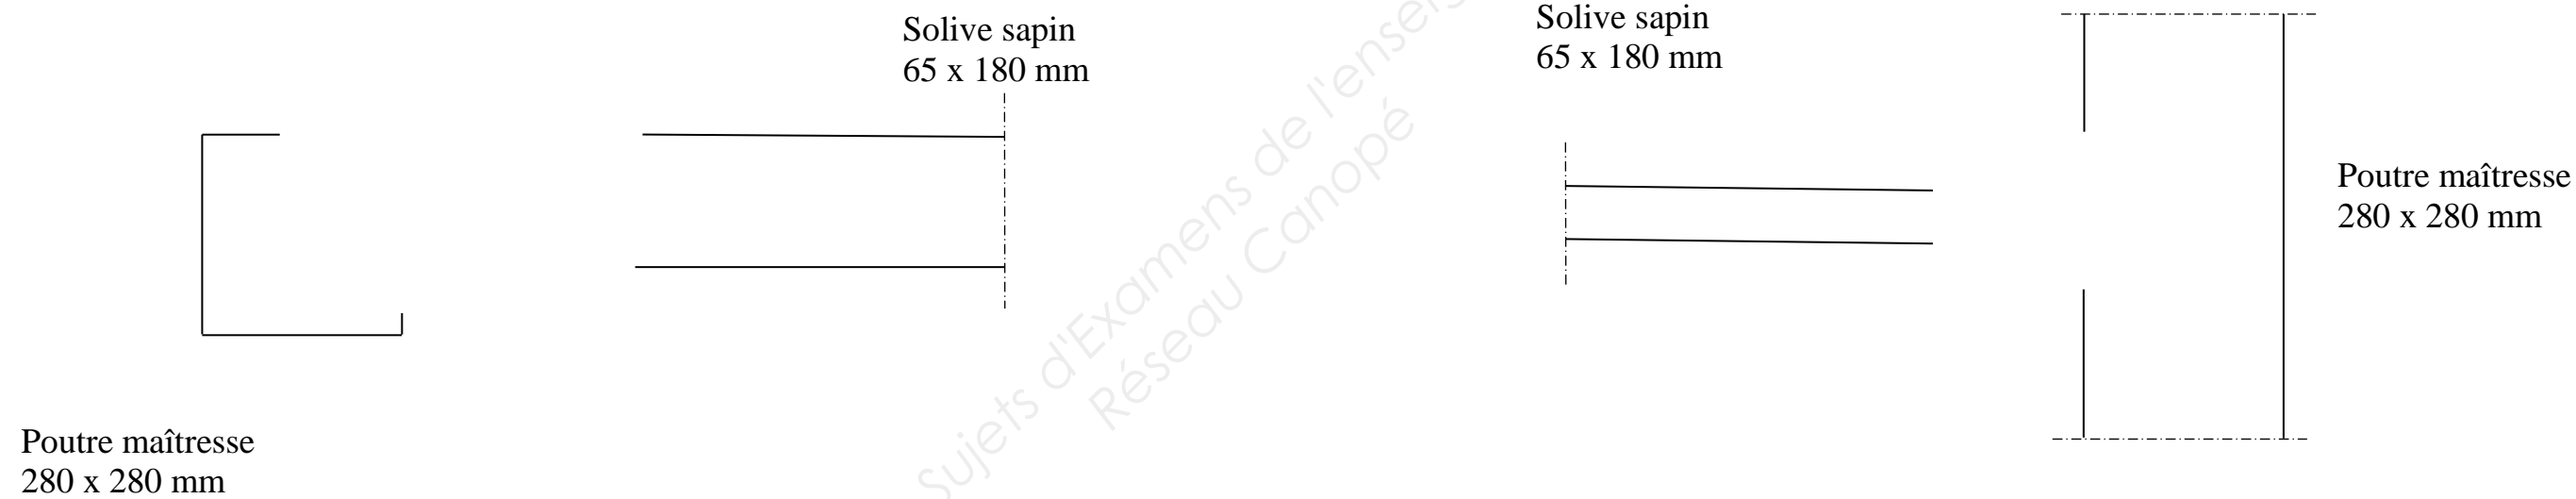 Solive sapin
65 x 180 mm
Solive sapin
65 x 180 mm
Poutre maîtresse
280 x 280 mm
Poutre maîtresse
280 x 280 mm
Sujets d'Examens de l'enseig
Réseau Canopé